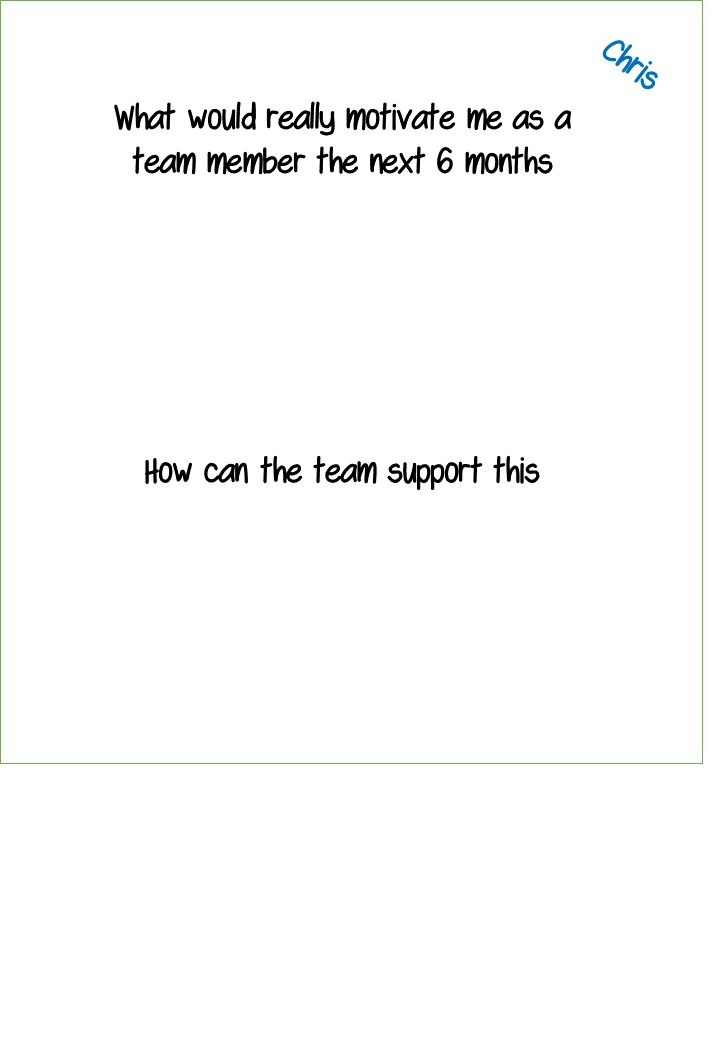 Chris
What would really motivate me as a
team member the next 6 months
How can the team support this